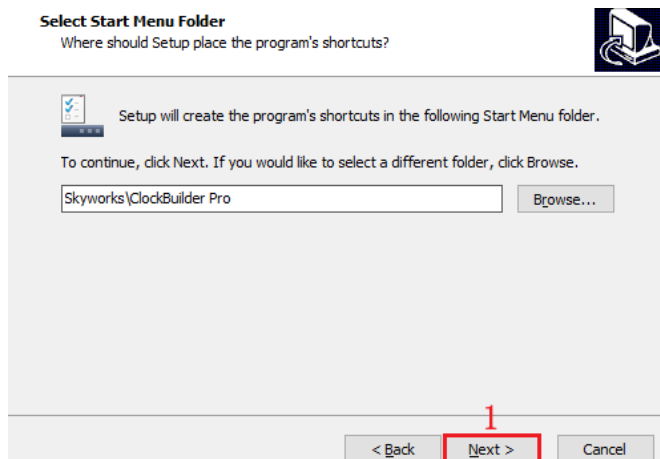 Select Start Menu Folder
Where should Setup place the program's shortcuts?
Setup will create the program's shortcuts in the following Start Menu folder.
To continue, click Next. If you would like to select a different folder, click Browse.
Skyworks\ClockBuilder Pro
Browse...
1
< Back
Next >
Cancel